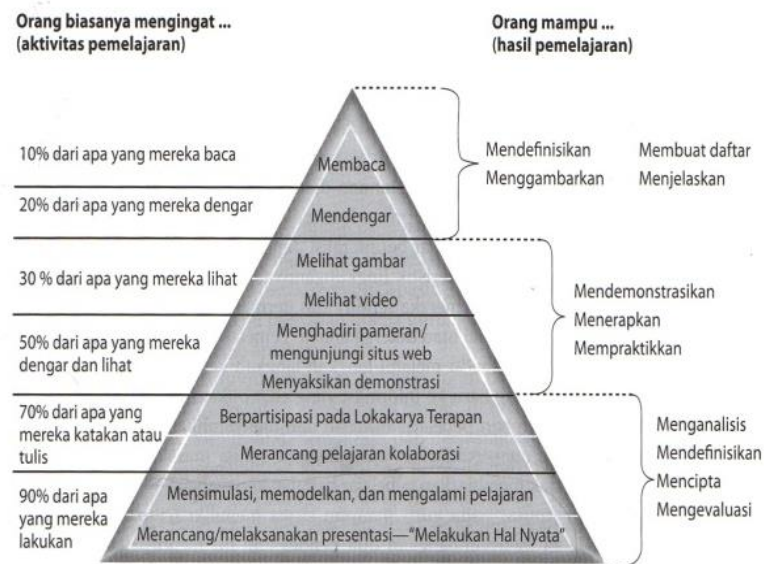 Orang biasanya mengingat ...
(aktivitas pemelajaran)
Orang mampu ...
(hasil pemelajaran)
10% dari apa yang mereka baca
20% dari apa yang mereka dengar
30 % dari apa yang mereka lihat
50% dari apa yang mereka
dengar dan lihat
70% dari apa yang
mereka katakan atau
tulis
90% dari apa
yang mereka
lakukan
Membaca
Mendengar
Melihat gambar
Melihat video
Menghadiri pameran/
mengunjungi situs web
Menyaksikan demonstrasi
Berpartisipasi pada Lokakarya Terapan
Merancang pelajaran kolaborasi
Mensimulasi, memodelkan, dan mengalami pelajaran
Merancang/melaksanakan presentasi—"Melakukan Hal Nyata"
Mendefinisikan Membuat daftar
Menggambarkan Menjelaskan
Mendemonstrasikan
Menerapkan
Mempraktikkan
Menganalisis
Mendefinisikan
Mencipta
Mengevaluasi